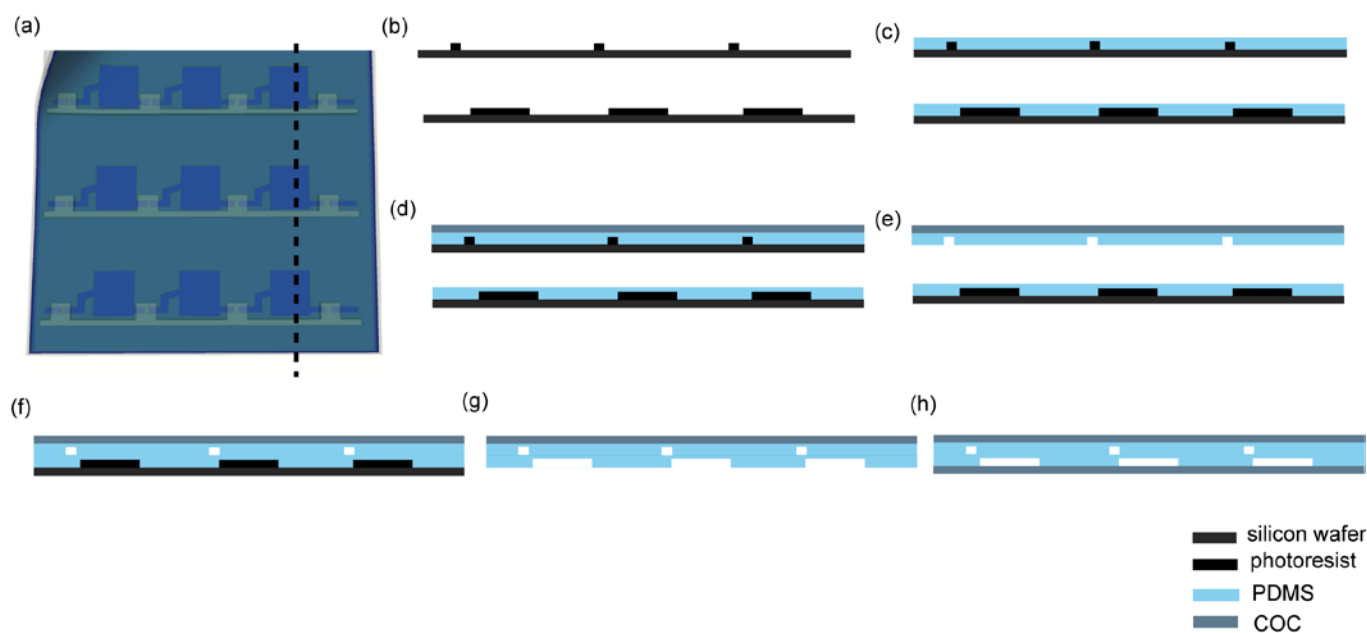 (a)
(b)
(c)
(d)
(e)
(f)
(g)
(h)
silicon wafer
photoresist
PDMS
COC